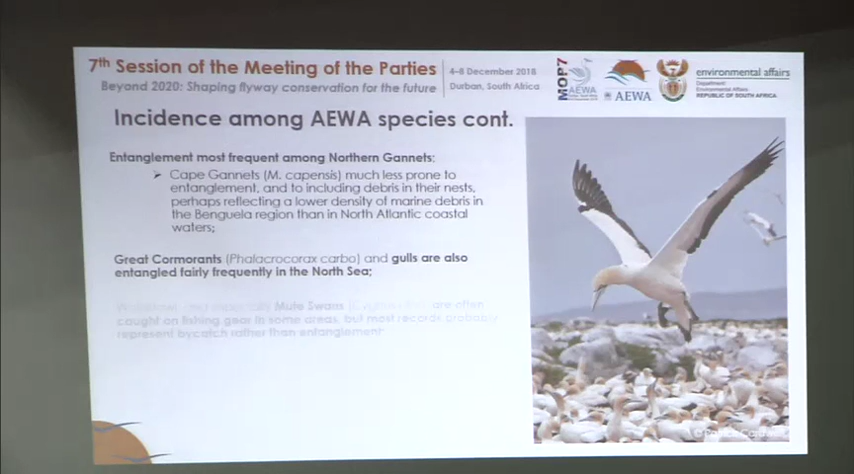 7th Session of the Meeting of the Parties
Beyond 2020: Shaping flyway conservation for the future
4-8 December 2018
Durban, South Africa
MOP7
AEWA
AEWA
environmental affairs
Department:
Environmental Affairs
REPUBLIC OF SOUTH AFRICA
Incidence among AEWA species cont.
Entanglement most frequent among Northern Gannets:
➢ Cape Gannets (M. capensis) much less prone to
entanglement, and to including debris in their nests,
perhaps reflecting a lower density of marine debris in
the Benguela region than in North Atlantic coastal
waters;
Great Cormorants (Phalacrocorax carbo) and gulls are also
entangled fairly frequently in the North Sea;
especially Mute Swans are often
caught on fishing gear in some areas, but most records probably
represent bycatch rather than entanglement
©